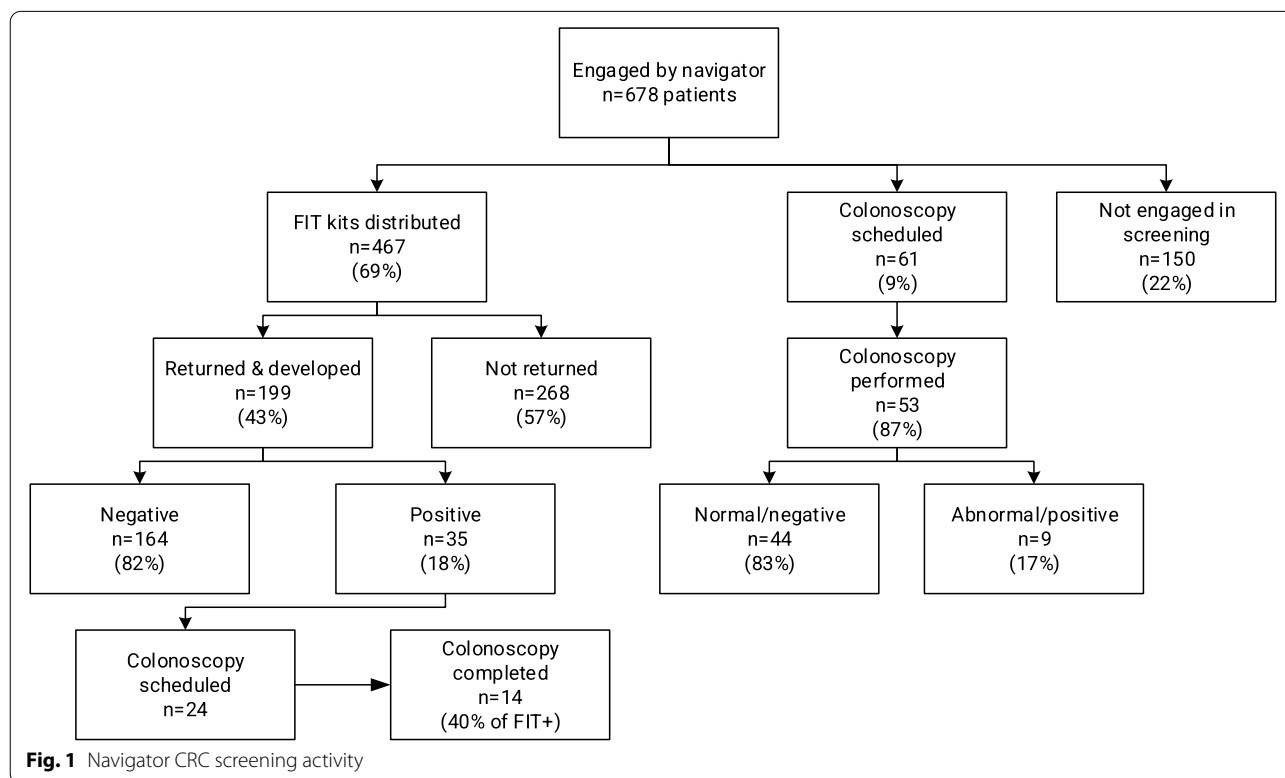 Engaged by navigator
n=678 patients
FIT kits distributed
n=467
(69%)
Colonoscopy
scheduled
n=61
(9%)
Not engaged in
screening
n=150
(22%)
Returned & developed
n=199
(43%)
Not returned
n=268
(57%)
Colonoscopy
performed
n=53
(87%)
Negative
n=164
(82%)
Positive
n=35
(18%)
Normal/negative
n=44
(83%)
Abnormal/positive
n=9
(17%)
Colonoscopy
scheduled
n=24
Colonoscopy
completed
n=14
(40% of FIT+)
Fig. 1 Navigator CRC screening activity